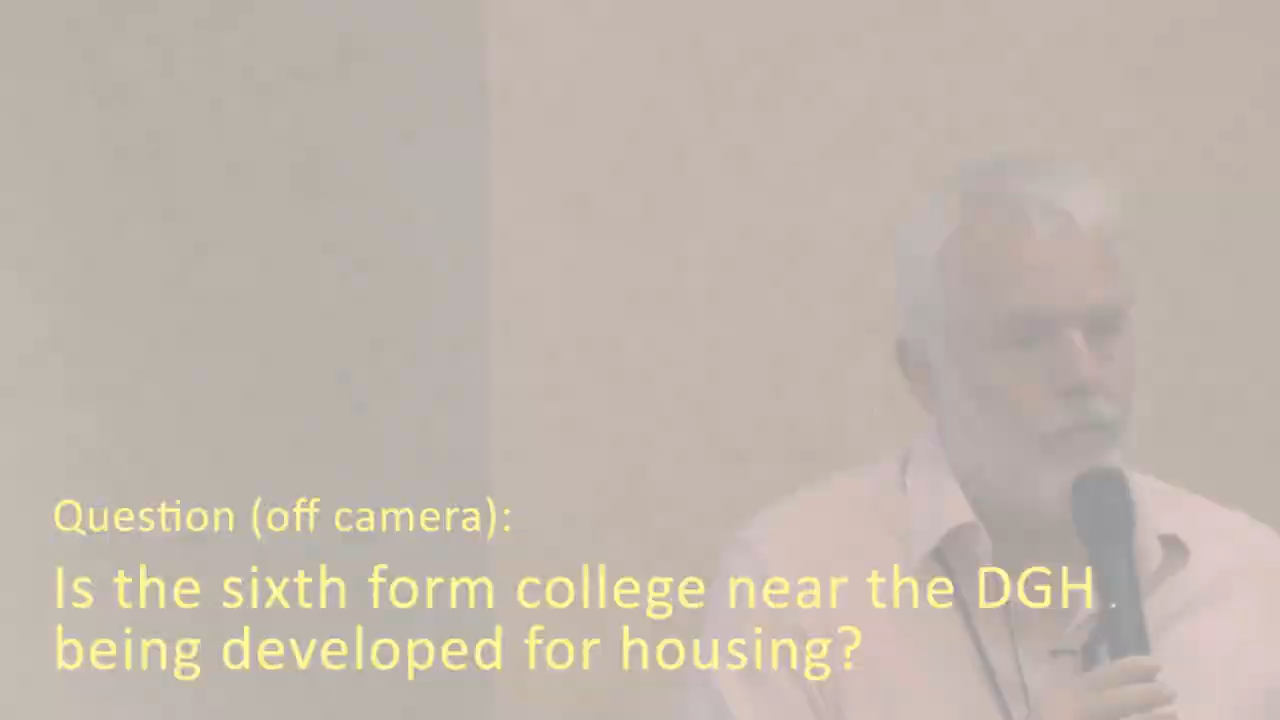 Question (off camera):
Is the sixth form college near the DGH
being developed for housing?